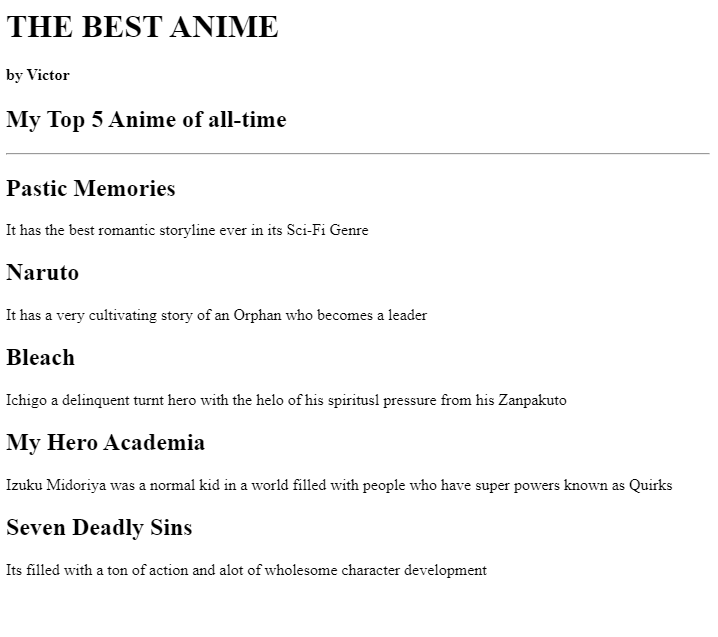 THE BEST ANIME
by Victor
My Top 5 Anime of all-time
Pastic Memories
It has the best romantic storyline ever in its Sci-Fi Genre
Naruto
It has a very cultivating story of an Orphan who becomes a leader
Bleach
Ichigo a delinquent turnt hero with the helo of his spiritusl pressure from his Zanpakuto
My Hero Academia
Izuku Midoriya was a normal kid in a world filled with people who have super powers known as Quirks
Seven Deadly Sins
Its filled with a ton of action and alot of wholesome character development